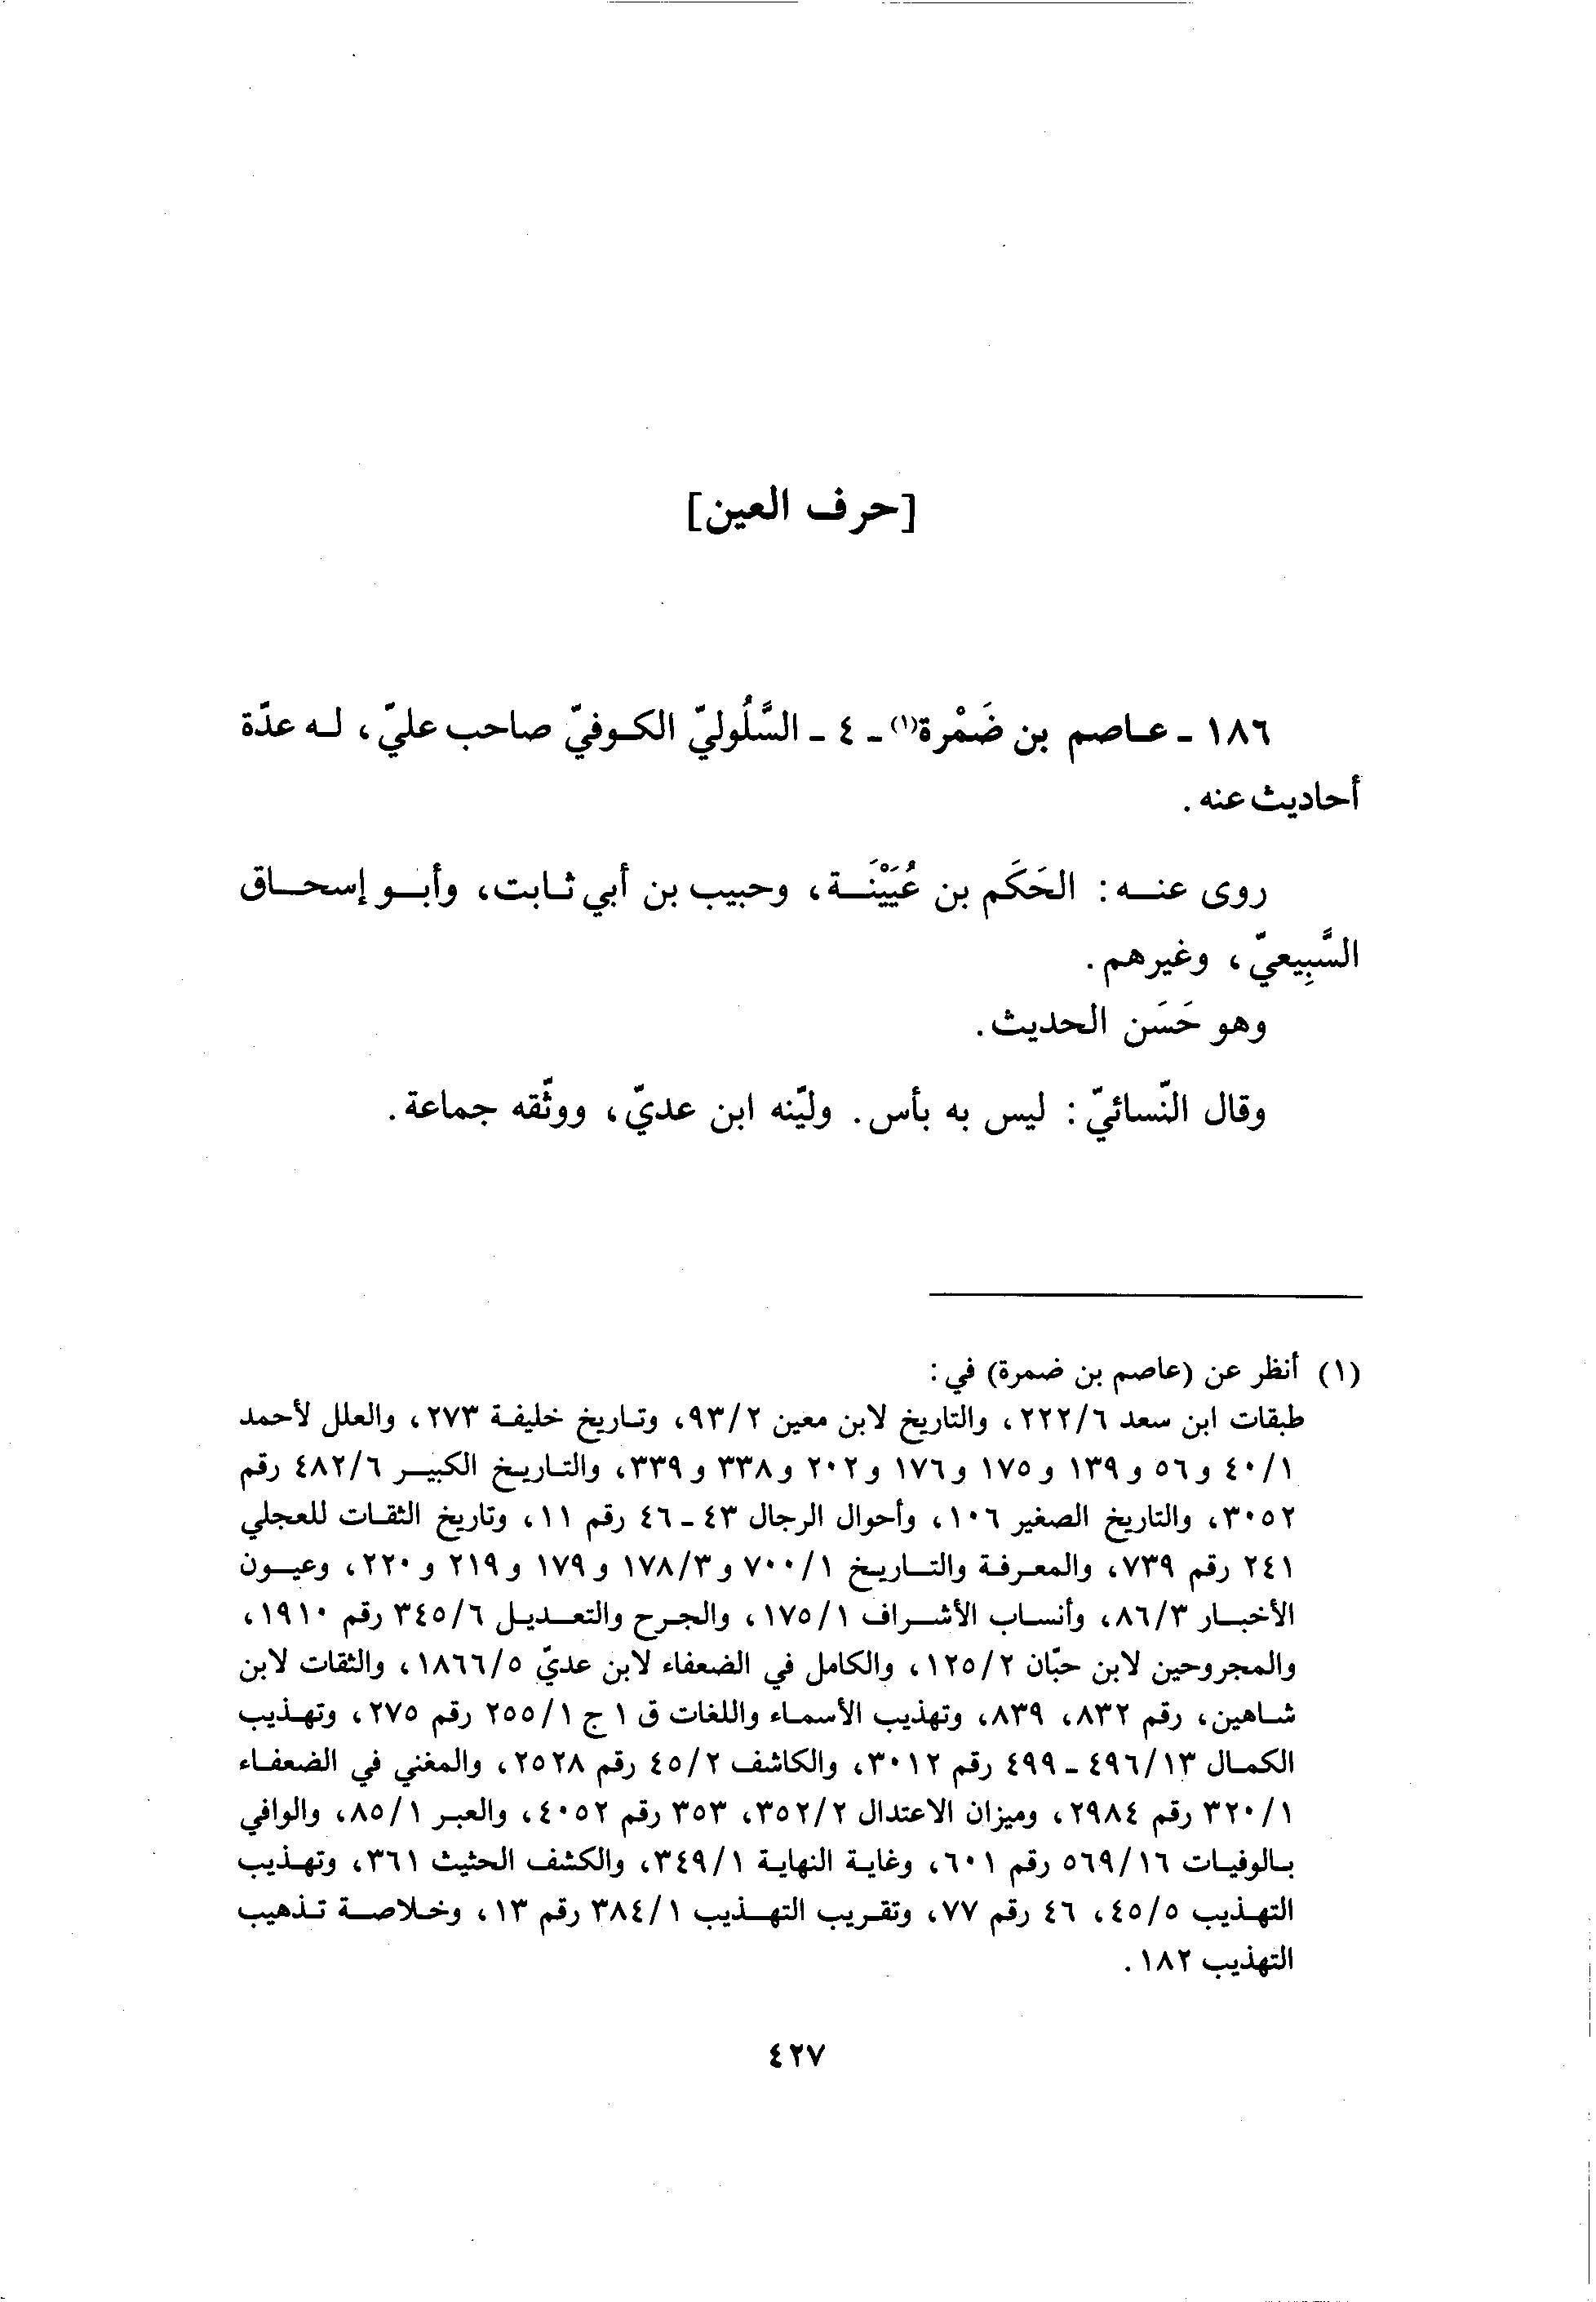 [حرف العين]
١٨٦ - عاصم بن ضَمْرة(١) - ٤ - السَّلُوليّ الكوفيّ صاحب عليّ، له عدّة
أحاديث عنه.
روى عنه: الحَكَم بن عُيَيْنَة، وحبيب بن أبي ثابت، وأبو إسحاق
السَّبِيعيّ، وغيرهم.
وهو حَسَن الحديث.
وقال النّسائيّ: ليس به بأس. وليّنه ابن عديّ، ووثّقه جماعة.
(١) أنظر عن (عاصم بن ضمرة) في:
طبقات ابن سعد ٢٢٢/٦، والتاريخ لابن معين ٩٣/٢، وتاريخ خليفة ٢٧٣، والعلل لأحمد
٤٠/١ و٥٦ و١٣٩ و١٧٥ و١٧٦ و٢٠٢ و٣٣٨ و٣٣٩، والتاريخ الكبير ٤٨٢/٦ رقم
٣٠٥٢، والتاريخ الصغير ١٠٦، وأحوال الرجال ٤٣ - ٤٦ رقم ١١، وتاريخ الثقات للعجلي
٢٤١ رقم ٧٣٩، والمعرفة والتاريخ ٧٠٠/١ و١٧٨/٣ و١٧٩ و٢١٩ و٢٢٠، وعيون
الأخبار ٨٦/٣، وأنساب الأشراف ١٧٥/١، والجرح والتعديل ٣٤٥/٦ رقم ١٩١٠،
والمجروحين لابن حبّان ١٢٥/٢، والكامل في الضعفاء لابن عديّ ١٨٦٦/٥، والثقات لابن
شاهين، رقم ٨٣٢، ٨٣٩، وتهذيب الأسماء واللغات ق ١ ج ٢٥٥/١ رقم ٢٧٥، وتهذيب
الكمال ٤٩٦/١٣ - ٤٩٩ رقم ٣٠١٢، والكاشف ٤٥/٢ رقم ٢٥٢٨، والمغني في الضعفاء
٣٢٠/١ رقم ٢٩٨٤، وميزان الاعتدال ٣٥٢/٢، ٣٥٣ رقم ٤٠٥٢، والعبر ٨٥/١، والوافي
بالوفيات ٥٦٩/١٦ رقم ٦٠١، وغاية النهاية ٣٤٩/١، والكشف الحثيث ٣٦١، وتهذيب
التهذيب ٤٥/٥، ٤٦ رقم ٧٧، وتقريب التهذيب ٣٨٤/١ رقم ١٣، وخلاصة تذهيب
التهذيب ١٨٢.
٤٢٧